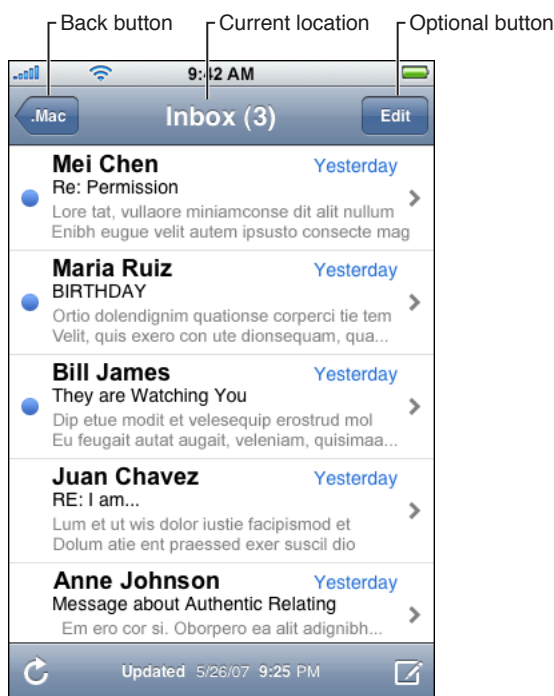 Back button
Current location
Optional button
9:42 AM
.Mac
Inbox (3)
Edit
Mei Chen
Yesterday
Re: Permission
Lore tat, vullaore miniamconse dit alit nullum
Enibh eugue velit autem ipsusto consecte mag
Maria Ruiz
Yesterday
BIRTHDAY
Ortio dolendignim quationse corperci tie tem
Velit, quis exero con ute dionsequam, qua...
Bill James
Yesterday
They are Watching You
Dip etue modit et velesequip erostrud mol
Eu feugait autat augait, veleniam, quisimaa...
Juan Chavez
Yesterday
RE: I am...
Lum et ut wis dolor iustie facipismod et
Dolum atie ent praessed exer suscil dio
Anne Johnson
Yesterday
Message about Authentic Relating
Em ero cor si. Oborpero ea alit adignibh...
Updated 5/26/07 9:25 PM